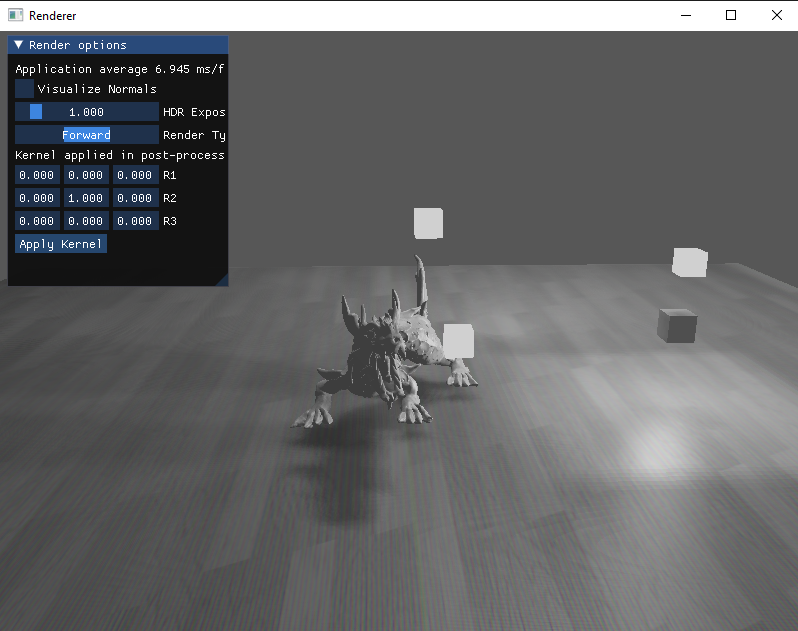 Renderer
Render options
Application average 6.945 ms/f
Visualize Normals
1.000 HDR Expos
Forward Render Ty
Kernel applied in post-process
0.000 0.000 0.000 R1
0.000 1.000 0.000 R2
0.000 0.000 0.000 R3
Apply Kernel